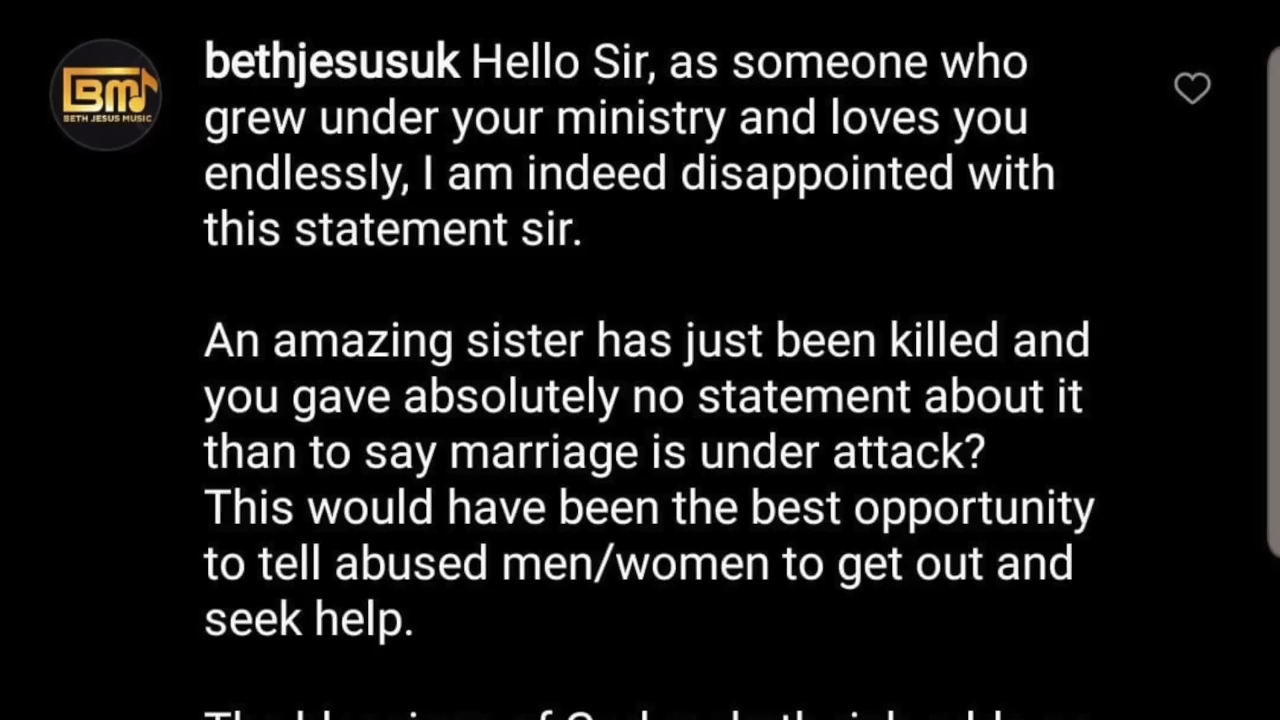 BM
BETH JESUS MUSIC
bethjesusuk Hello Sir, as someone who
grew under your ministry and loves you
endlessly, I am indeed disappointed with
this statement sir.
An amazing sister has just been killed and
you gave absolutely no statement about it
than to say marriage is under attack?
This would have been the best opportunity
to tell abused men/women to get out and
seek help.